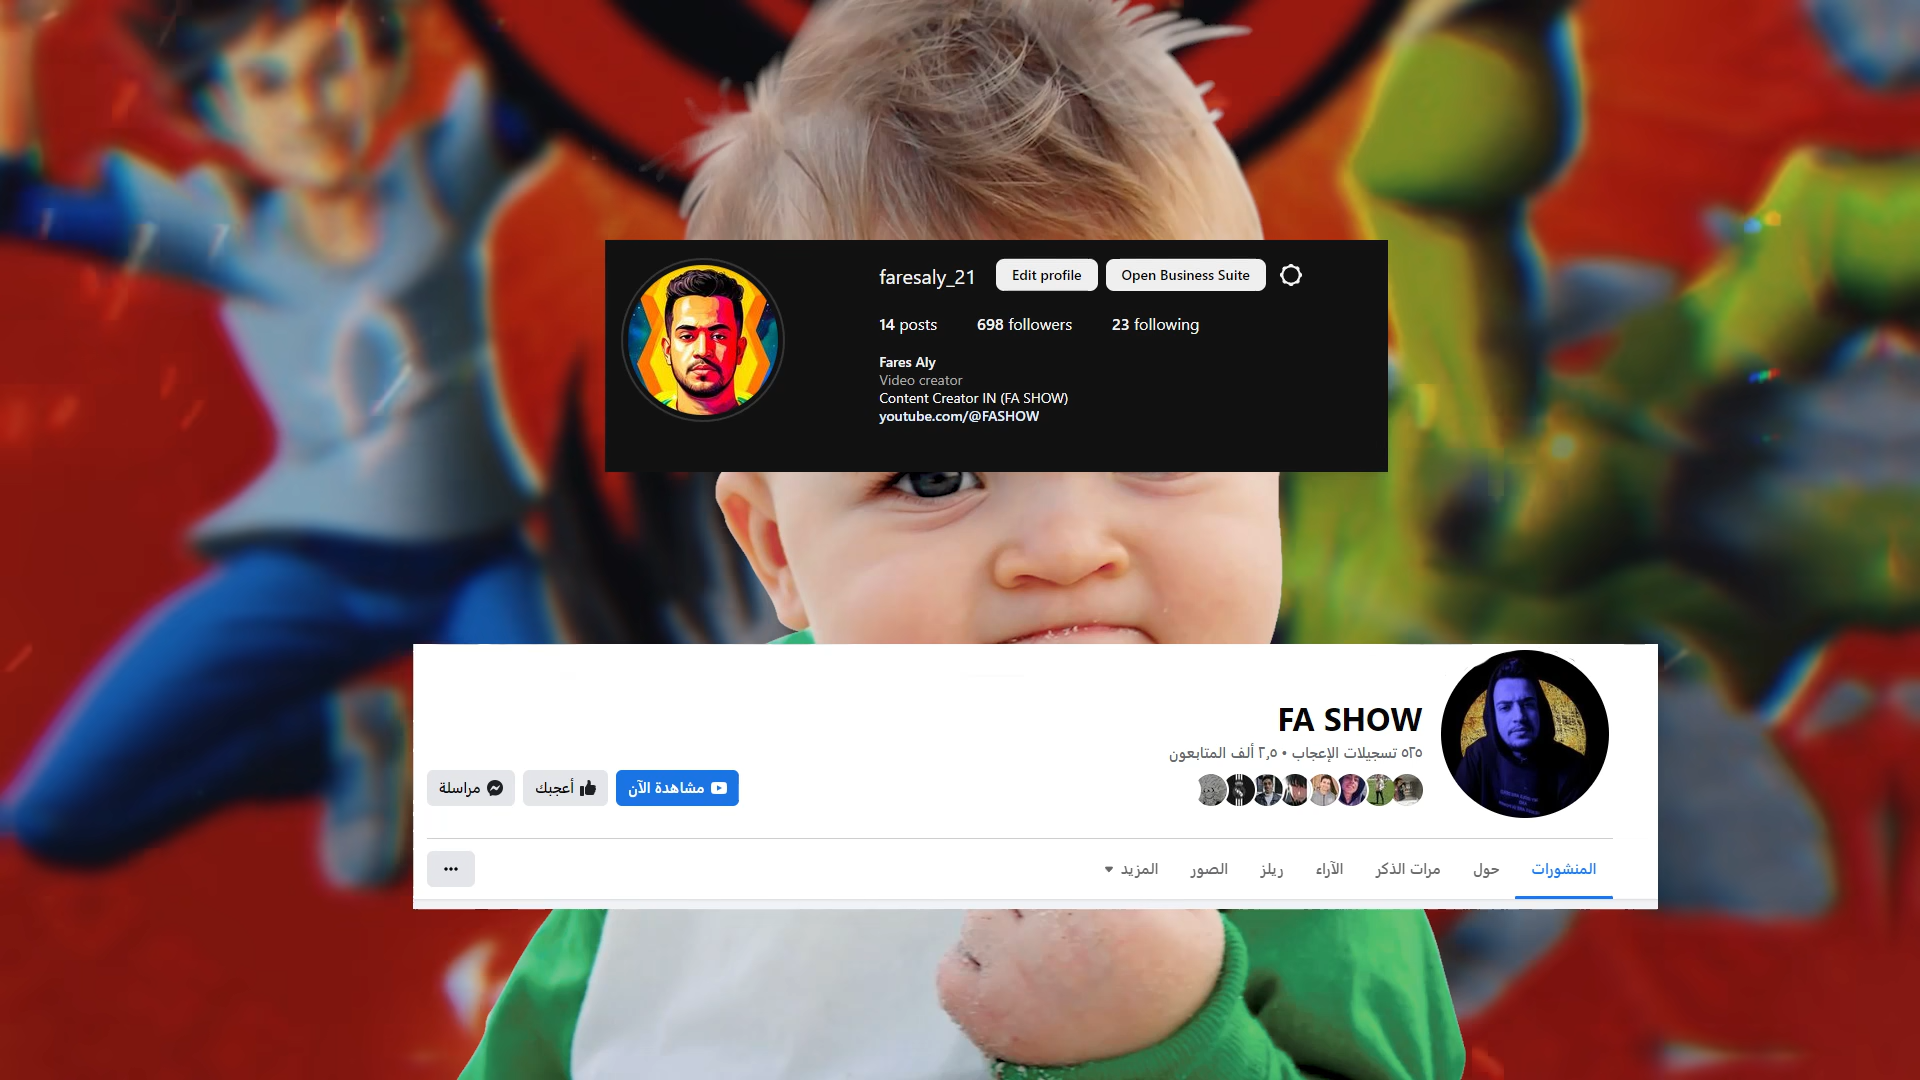 faresaly_21 Edit profile Open Business Suite
14 posts 698 followers 23 following
Fares Aly
Video creator
Content Creator IN (FA SHOW)
youtube.com/@FASHOW
FA SHOW
٥٢٥ تسجيلات الإعجاب • ٢٫٥ ألف المتابعون
مشاهدة الآن أعجبك مراسلة
المنشورات حول مرات الذكر الآراء ريلز الصور المزيد